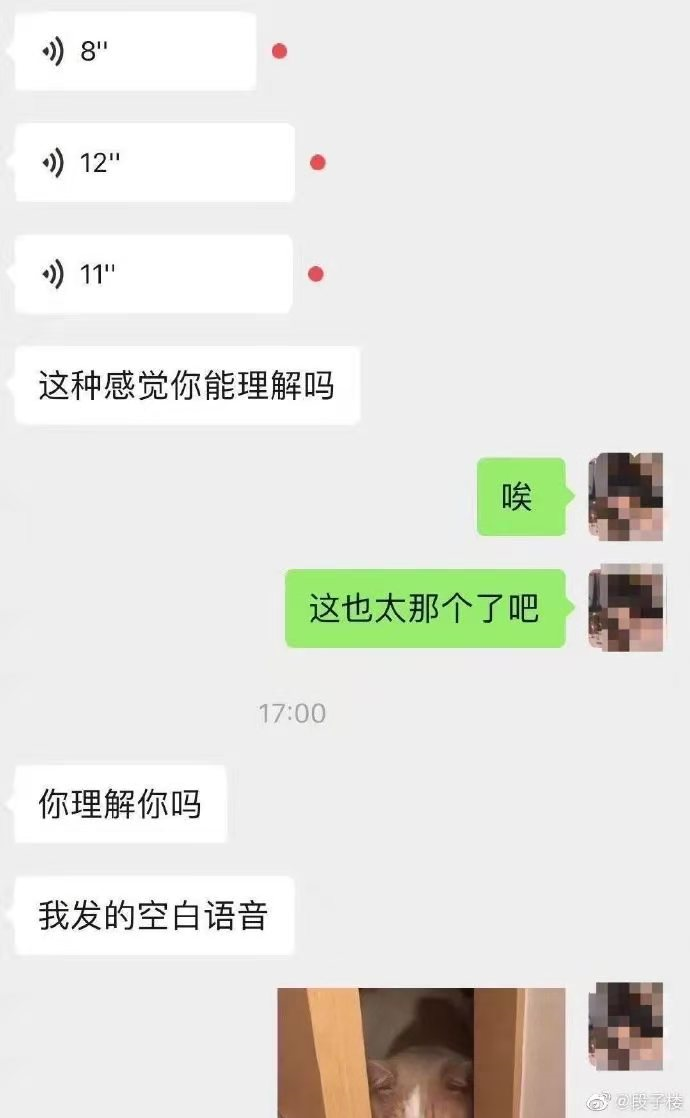 8''
12''
11''
这种感觉你能理解吗
唉
这也太那个了吧
17:00
你理解你吗
我发的空白语音
@段子楼